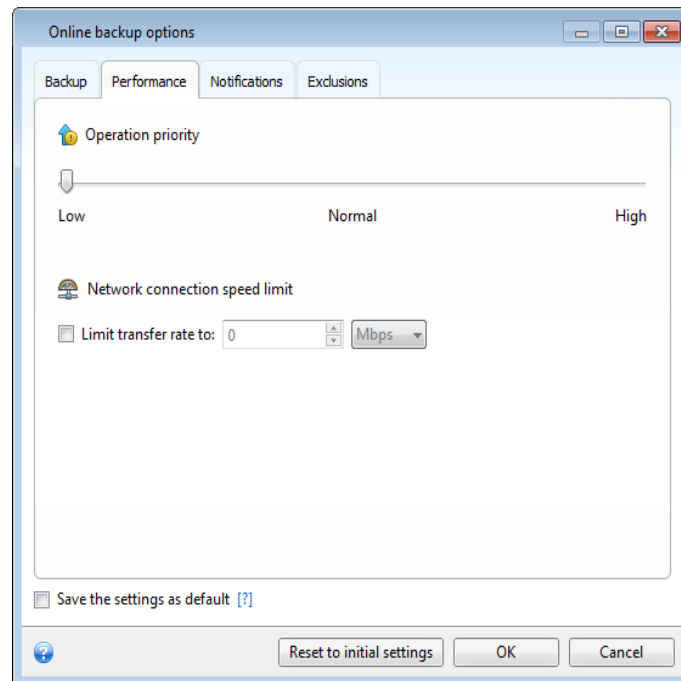 Online backup options
Backup Performance Notifications Exclusions
Operation priority
Low Normal High
Network connection speed limit
Limit transfer rate to: 0 Mbps
Save the settings as default [?]
Reset to initial settings OK Cancel